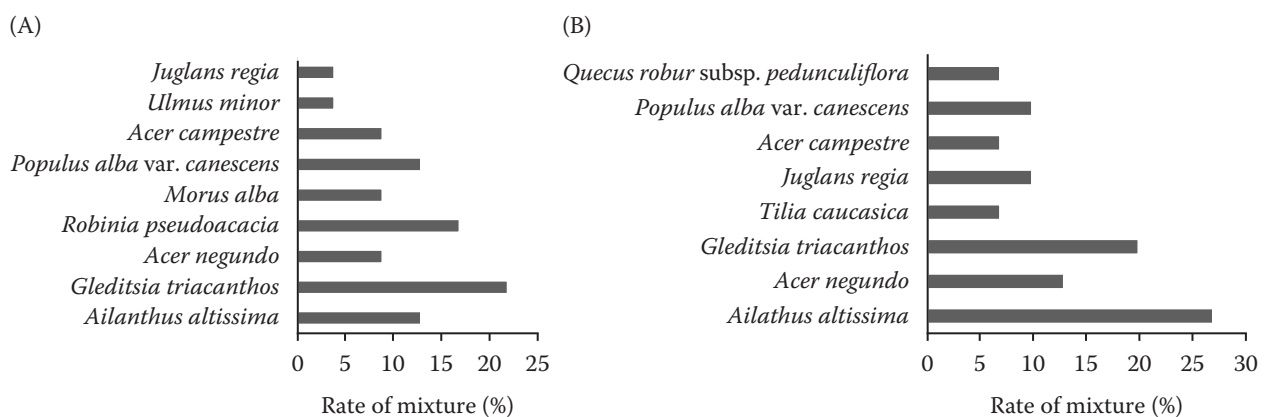 (A)
Juglans regia
Ulmus minor
Acer campestre
Populus alba var. canescens
Morus alba
Robinia pseudoacacia
Acer negundo
Gleditsia triacanthos
Ailanthus altissima
0 5 10 15 20 25
Rate of mixture (%)
(B)
Quecus robur subsp. pedunculiflora
Populus alba var. canescens
Acer campestre
Juglans regia
Tilia caucasica
Gleditsia triacanthos
Acer negundo
Ailathus altissima
0 5 10 15 20 25 30
Rate of mixture (%)